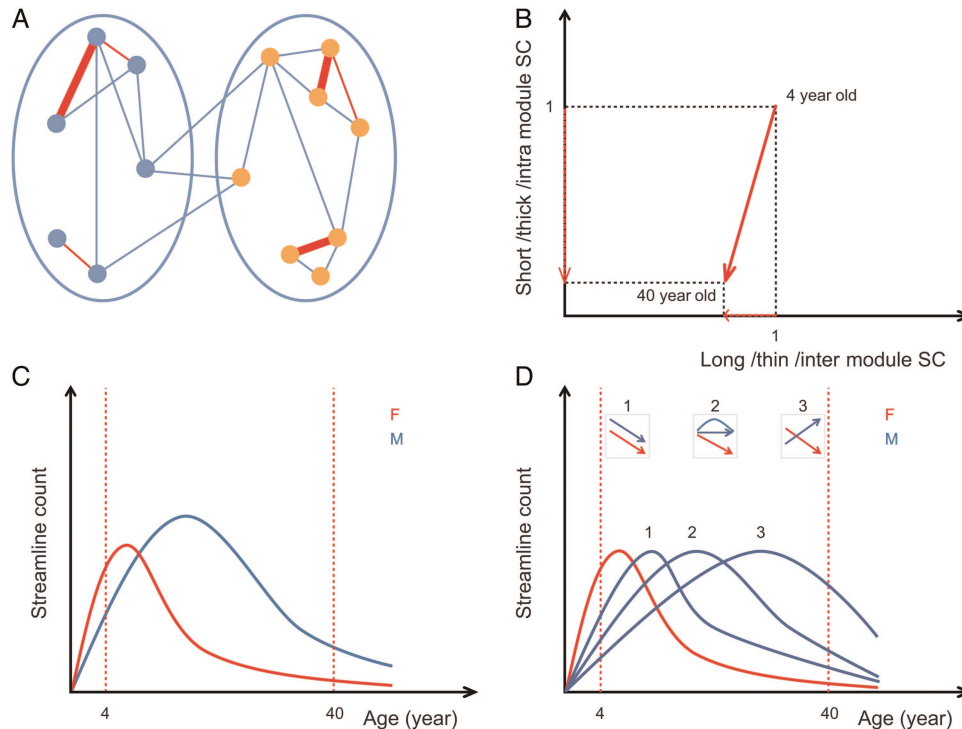 A
B
Short /thick /intra module SC
1
4 year old
40 year old
1
Long /thin /inter module SC
C
Streamline count
F
M
4
40
Age (year)
D
Streamline count
1
2
3
F
M
1
2
3
4
40
Age (year)